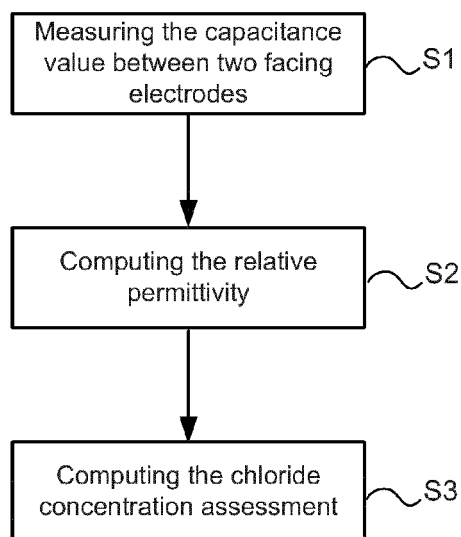 Measuring the capacitance
value between two facing
electrodes
S1
Computing the relative
permittivity
S2
Computing the chloride
concentration assessment
S3